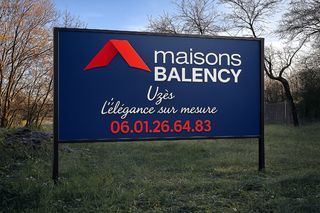 maisons
BALENCY
Uzès
L'élégance sur mesure
06.01.26.64.83